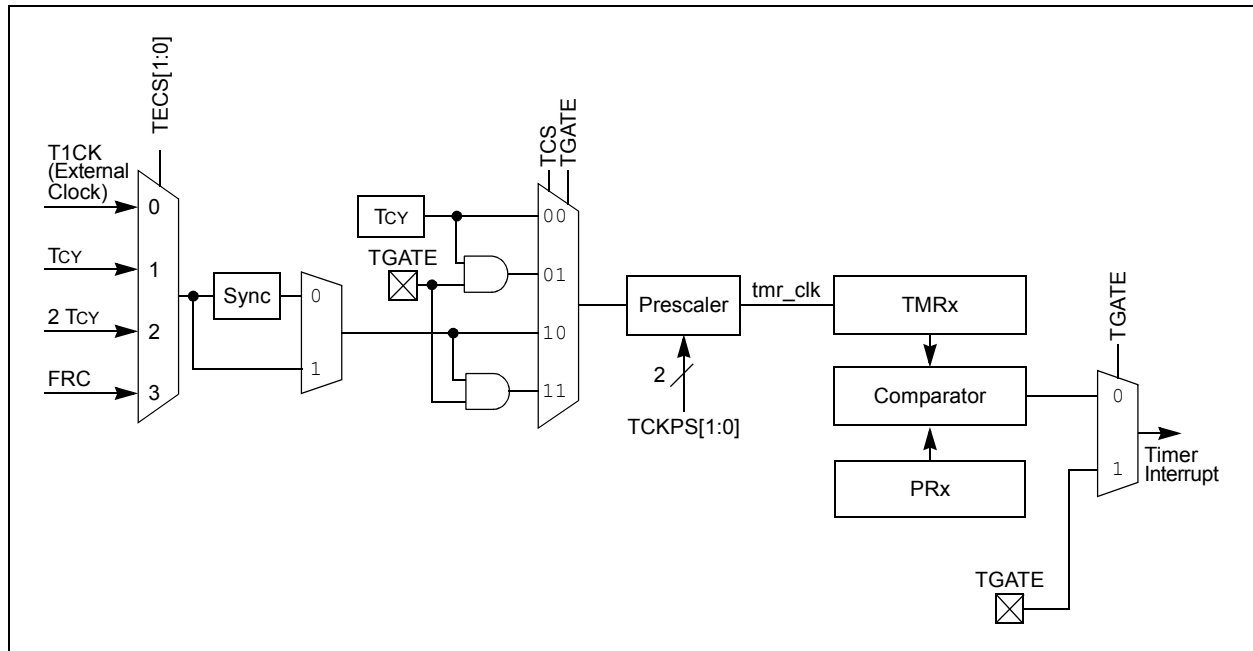 TECS[1:0]
T1CK
(External
Clock)
0
TCY
1
2 TCY
2
FRC
3
Sync
0
1
TCY
TGATE
TCS
TGATE
00
01
10
11
Prescaler
2
TCKPS[1:0]
tmr_clk
TMRx
Comparator
PRx
TGATE
0
1
Timer
Interrupt
TGATE